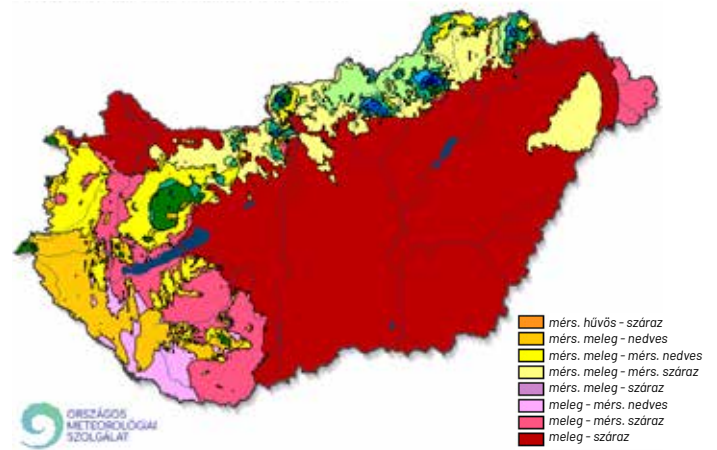 mérs. hűvös - száraz
mérs. meleg - nedves
mérs. meleg - mérs. nedves
mérs. meleg - mérs. száraz
mérs. meleg - száraz
meleg - mérs. nedves
meleg - mérs. száraz
meleg - száraz
ORSZÁGOS
METEOROLÓGIAI
SZOLGÁLAT